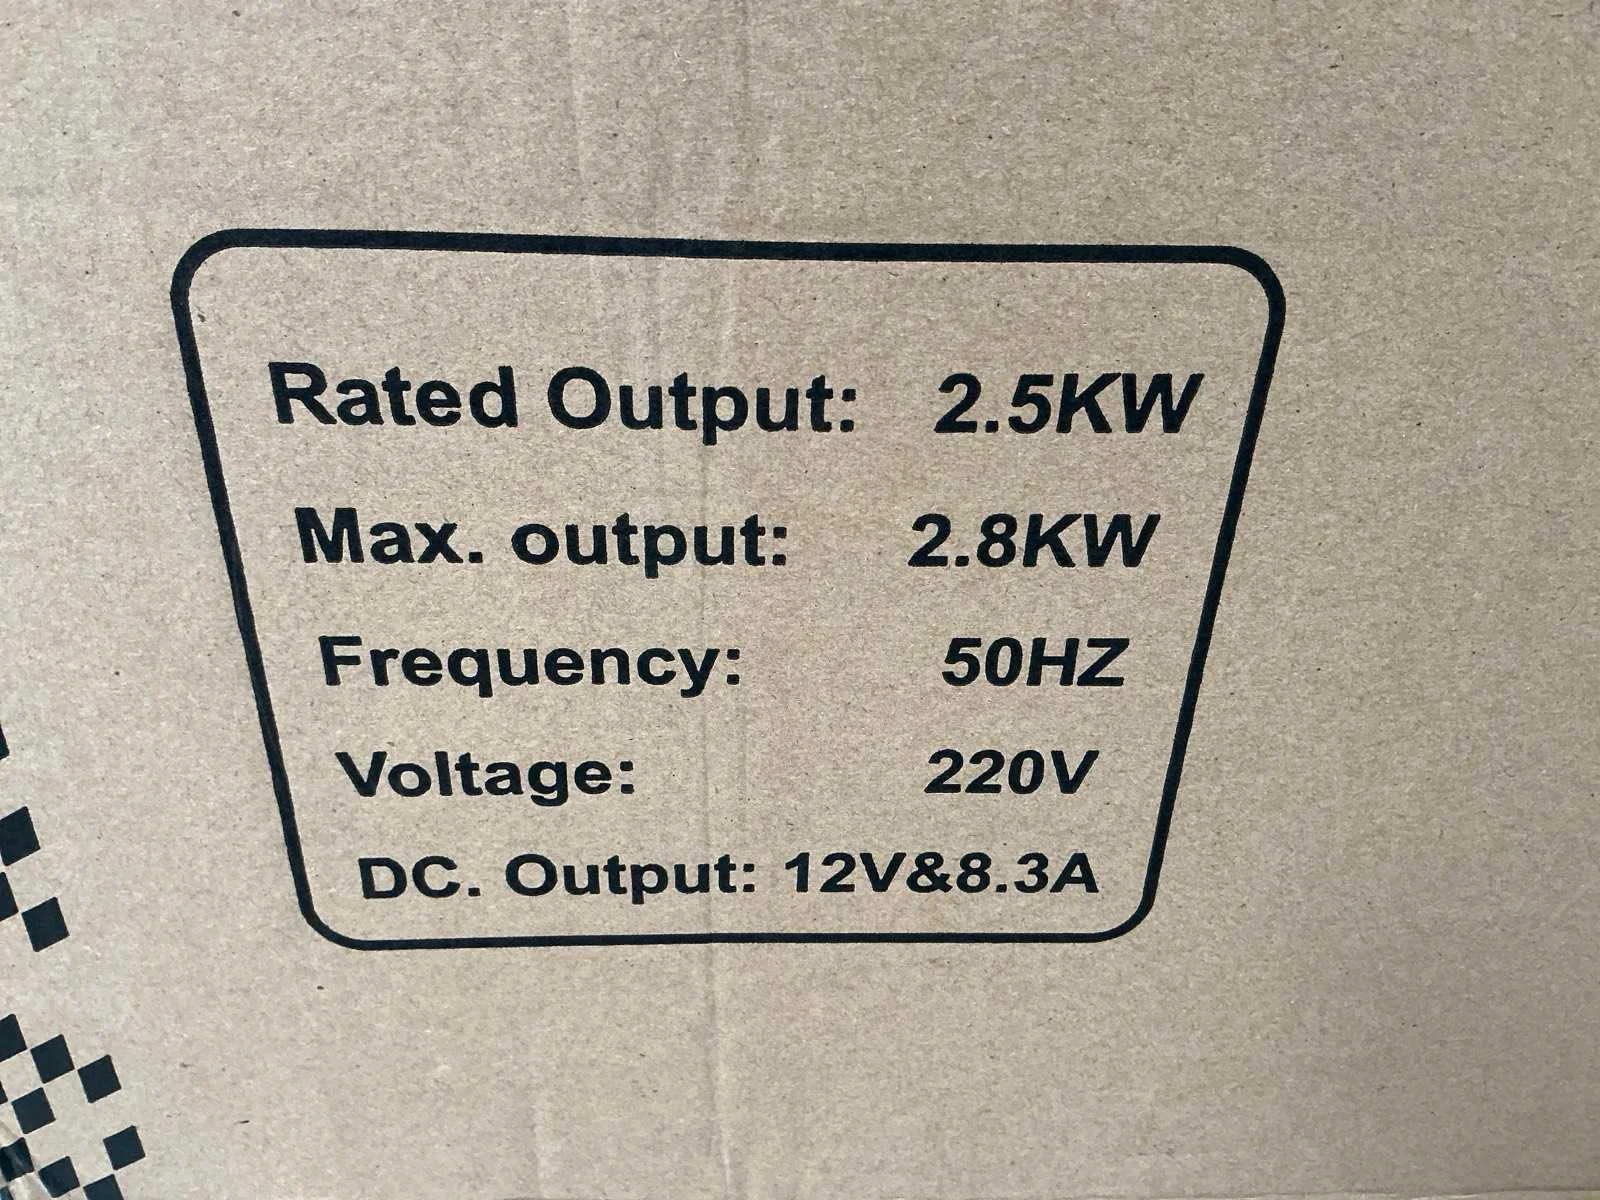 Rated Output: 2.5KW
Max. output: 2.8KW
Frequency: 50HZ
Voltage: 220V
DC. Output: 12V&8.3A